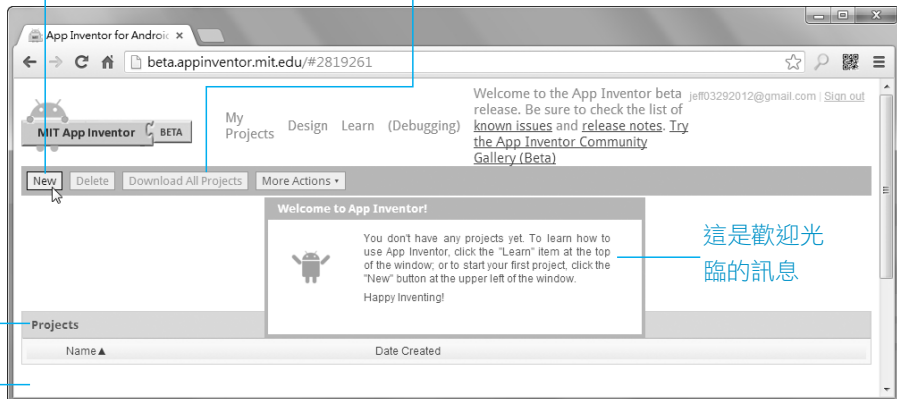 App Inventor for Androic ×
beta.appinventor.mit.edu/#2819261
Welcome to the App Inventor beta
release. Be sure to check the list of
known issues and release notes. Try
the App Inventor Community
Gallery (Beta)
jeff03292012@gmail.com | Sign out
MIT App Inventor BETA
My
Projects
Design Learn (Debugging)
New Delete Download All Projects More Actions ▾
Welcome to App Inventor!
You don't have any projects yet. To learn how to
use App Inventor, click the "Learn" item at the top
of the window; or to start your first project, click the
"New" button at the upper left of the window.
Happy Inventing!
這是歡迎光
臨的訊息
Projects
Name▲ Date Created